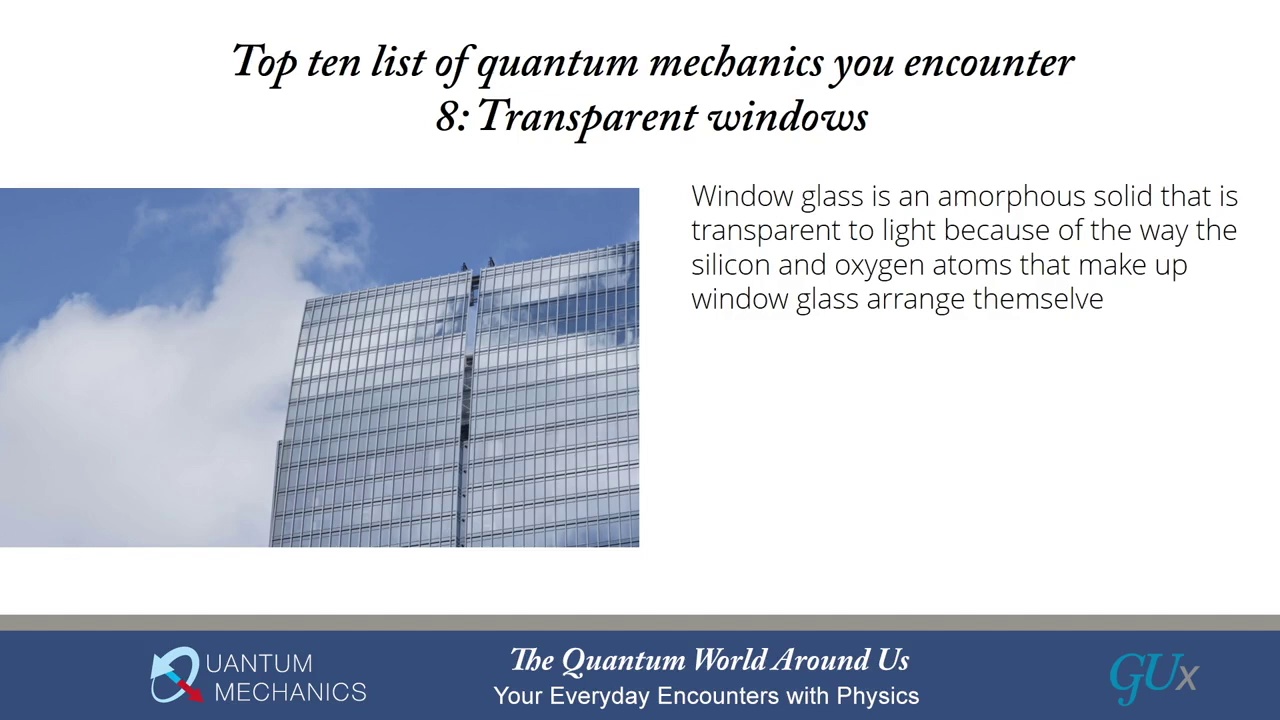 Top ten list of quantum mechanics you encounter
8: Transparent windows
Window glass is an amorphous solid that is
transparent to light because of the way the
silicon and oxygen atoms that make up
window glass arrange themselve
QUANTUM
MECHANICS
The Quantum World Around Us
Your Everyday Encounters with Physics
GUx